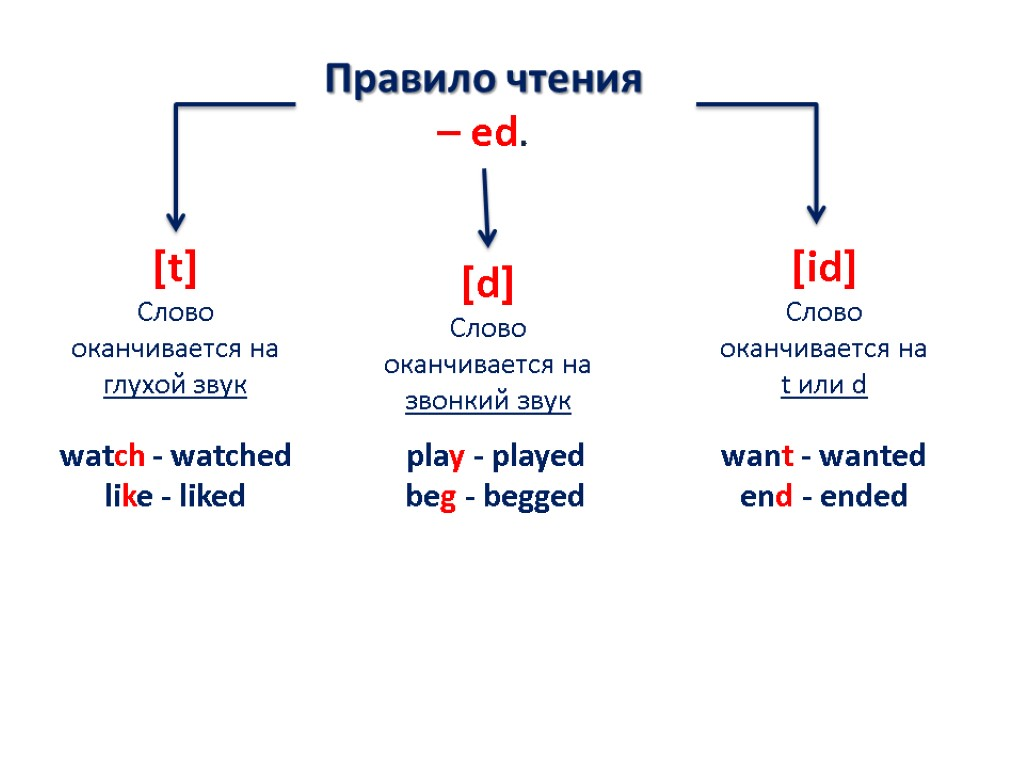 Правило чтения
– ed.
[t]
Слово
оканчивается на
глухой звук
watch - watched
like - liked
[d]
Слово
оканчивается на
звонкий звук
play - played
beg - begged
[id]
Слово
оканчивается на
t или d
want - wanted
end - ended